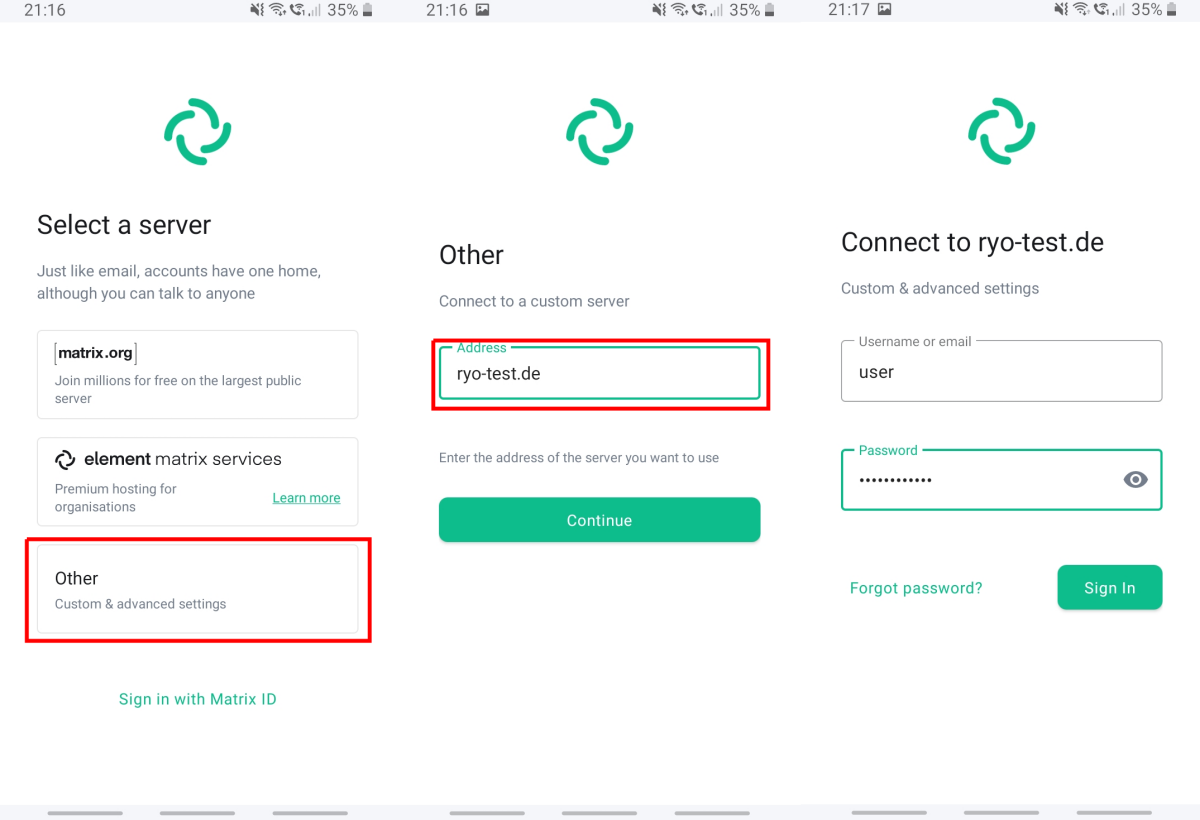 21:16
35%
Select a server
Just like email, accounts have one home,
although you can talk to anyone
[matrix.org]
Join millions for free on the largest public
server
element matrix services
Premium hosting for
organisations
Learn more
Other
Custom & advanced settings
Sign in with Matrix ID
21:16
35%
Other
Connect to a custom server
Address
ryo-test.de
Enter the address of the server you want to use
Continue
21:17
35%
Connect to ryo-test.de
Custom & advanced settings
Username or email
user
Password
••••••••••••
Forgot password?
Sign In